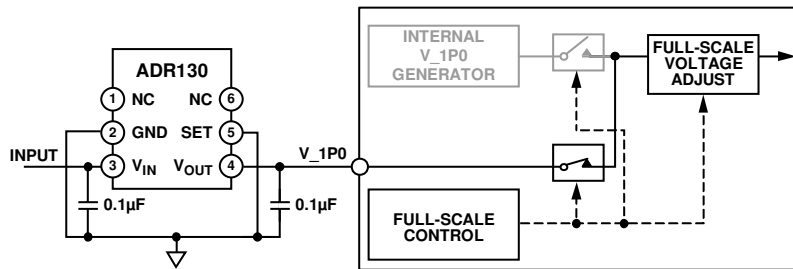 ADR130
1 NC NC 6
2 GND SET 5
INPUT 3 VIN VOUT 4 V_1P0
0.1µF 0.1µF
INTERNAL
V_1P0
GENERATOR
FULL-SCALE
VOLTAGE
ADJUST
FULL-SCALE
CONTROL